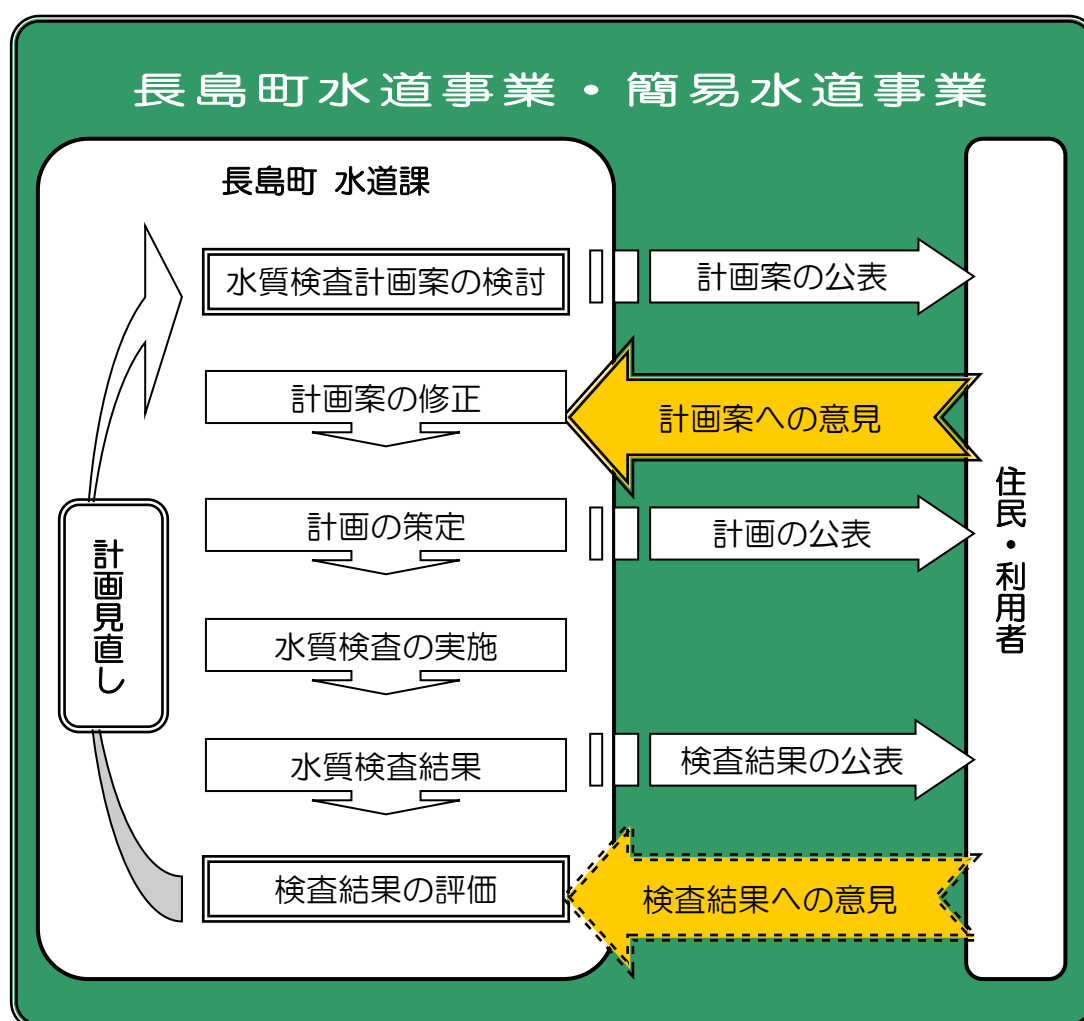 長島町水道事業・簡易水道事業
長島町 水道課
水質検査計画案の検討
計画案の公表
計画案の修正
計画案への意見
計画の策定
計画の公表
水質検査の実施
水質検査結果
検査結果の公表
検査結果の評価
検査結果への意見
計画見直し
住民・利用者